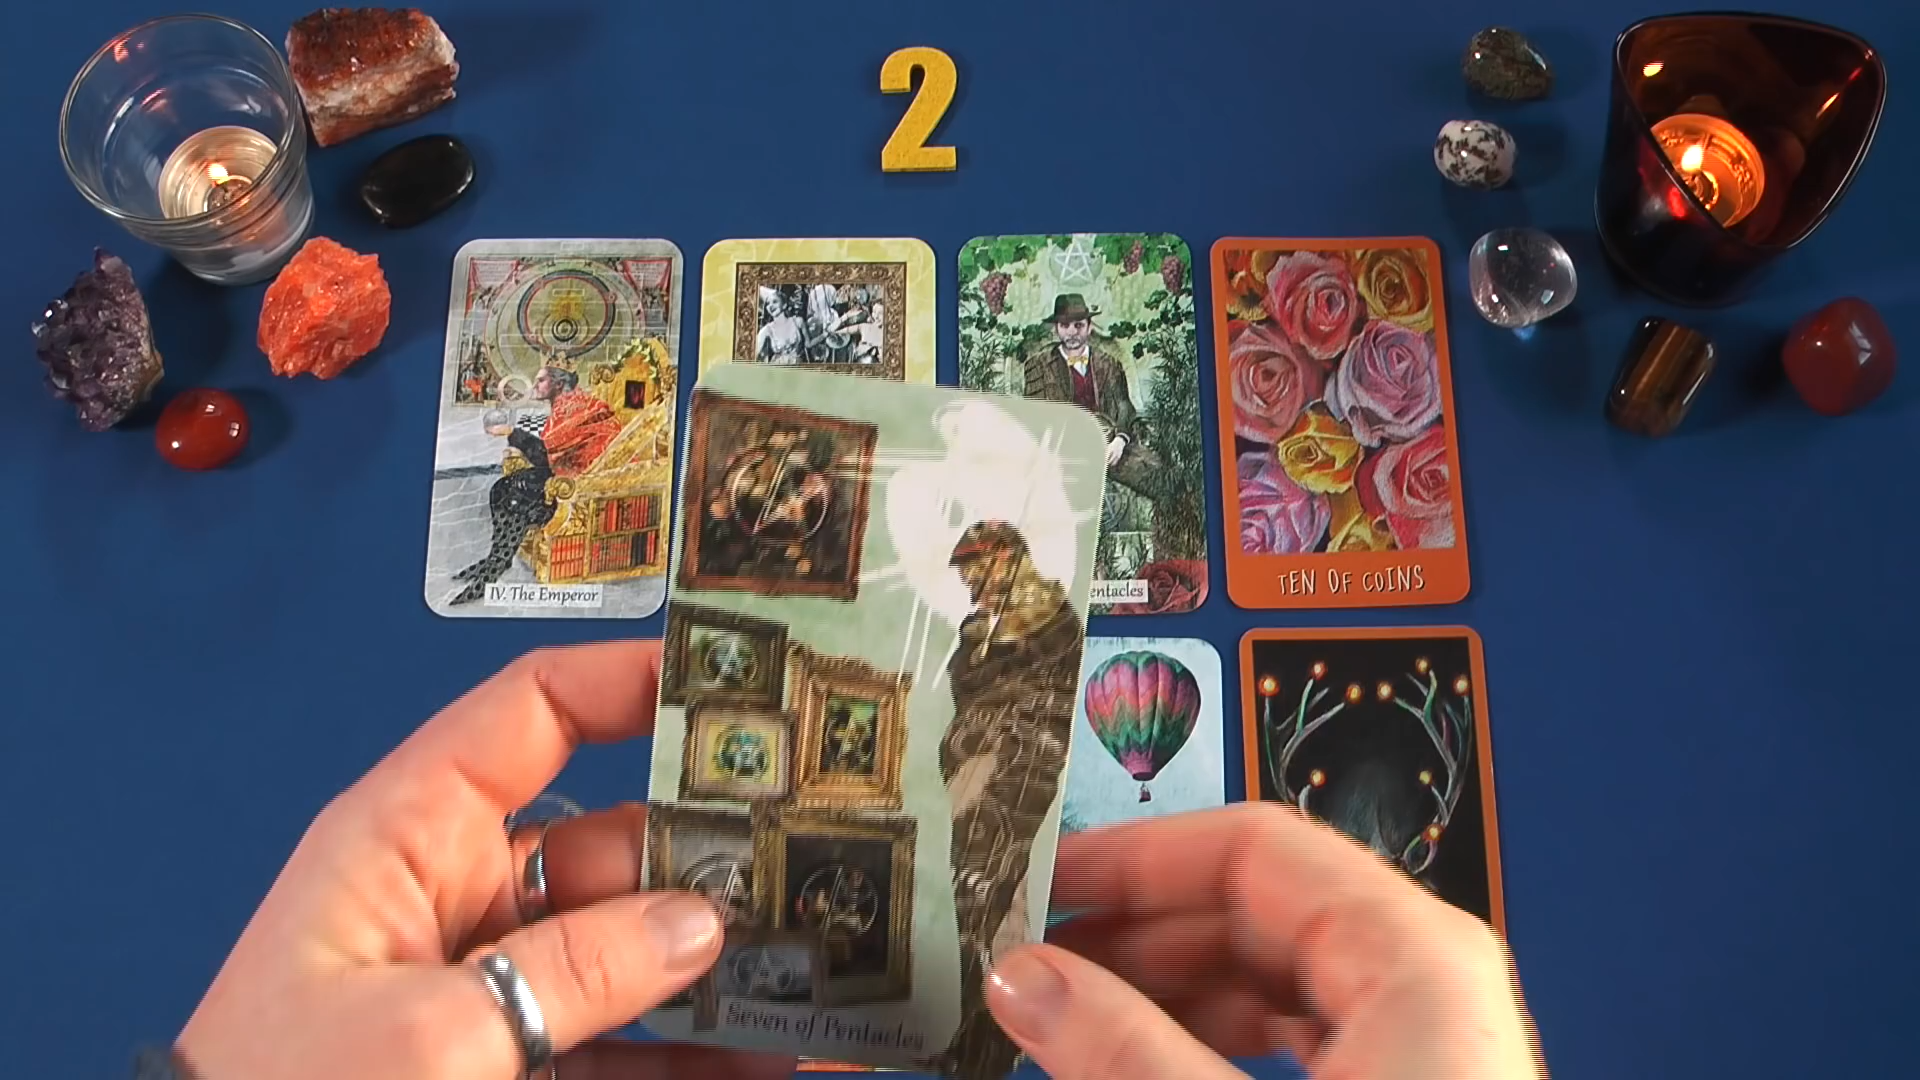 2
IV. The Emperor
entacles
TEN OF COINS
Seven of Pentacles